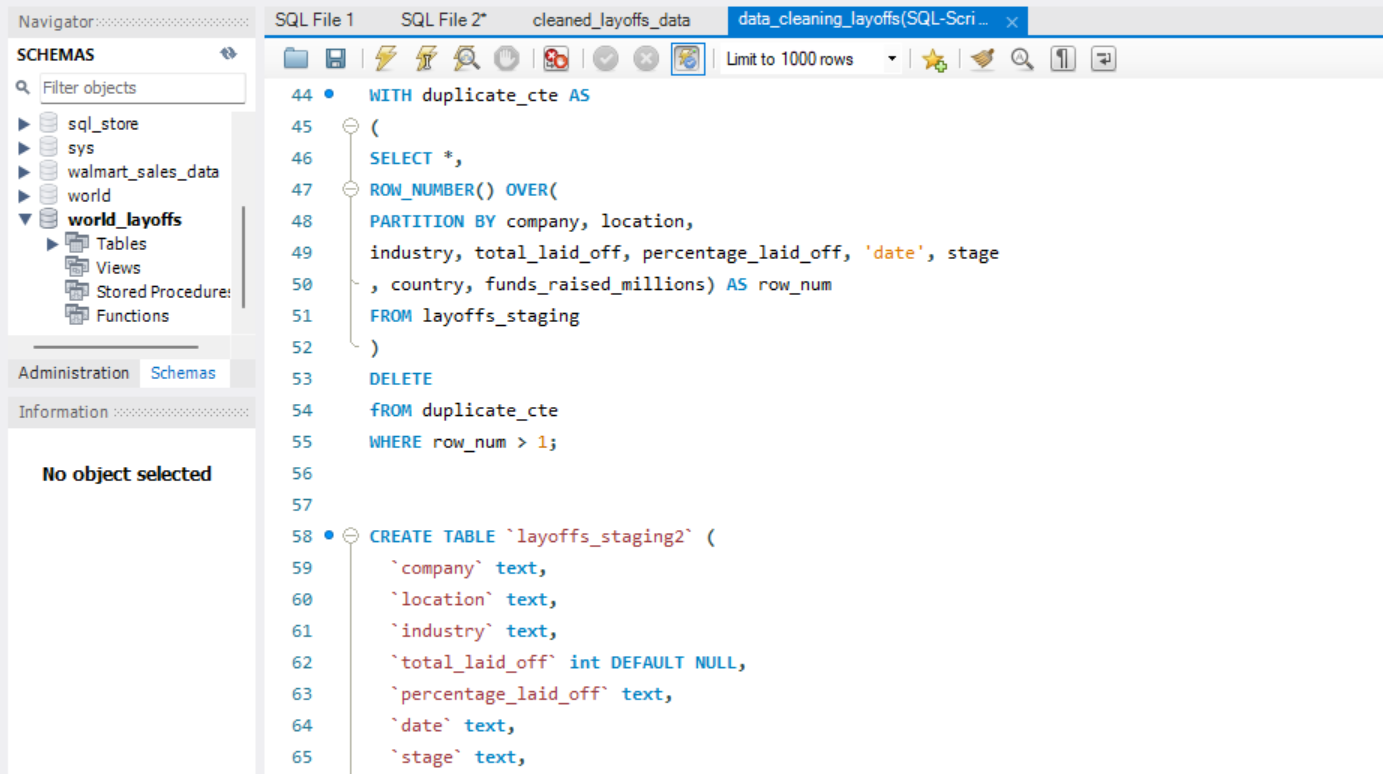 Navigator
SCHEMAS
Filter objects
sql_store
sys
walmart_sales_data
world
world_layoffs
Tables
Views
Stored Procedures
Functions
Administration Schemas
Information
No object selected
SQL File 1 SQL File 2* cleaned_layoffs_data data_cleaning_layoffs(SQL-Scri...
Limit to 1000 rows
44 WITH duplicate_cte AS
45 (
46 SELECT *,
47 ROW_NUMBER() OVER(
48 PARTITION BY company, location,
49 industry, total_laid_off, percentage_laid_off, 'date', stage
50 , country, funds_raised_millions) AS row_num
51 FROM layoffs_staging
52 )
53 DELETE
54 fROM duplicate_cte
55 WHERE row_num > 1;
56
57
58 CREATE TABLE `layoffs_staging2` (
59 `company` text,
60 `location` text,
61 `industry` text,
62 `total_laid_off` int DEFAULT NULL,
63 `percentage_laid_off` text,
64 `date` text,
65 `stage` text,